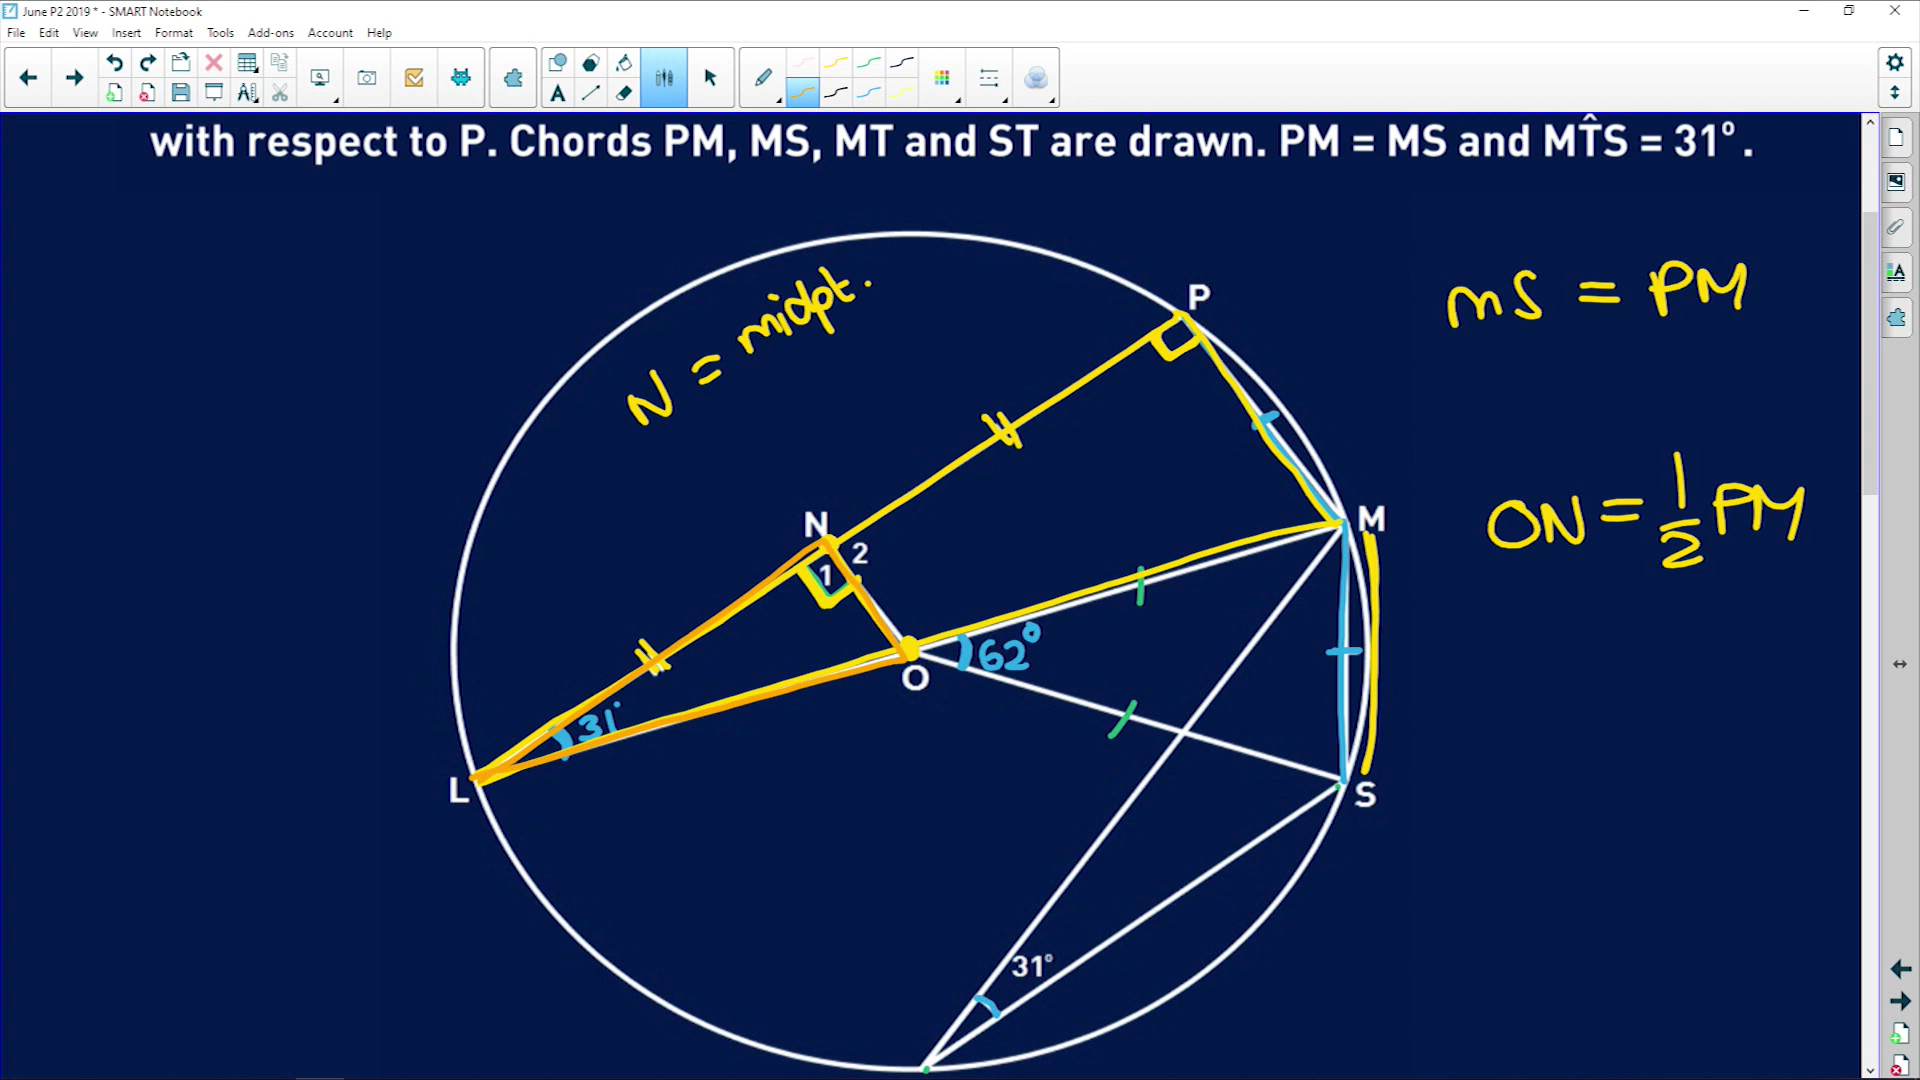 June P2 2019 * - SMART Notebook
File Edit View Insert Format Tools Add-ons Account Help
with respect to P. Chords PM, MS, MT and ST are drawn. PM = MS and MT̂S = 31°.
P
N = midpt.
mS = PM
N
2
1
M
ON = 1/2 PM
62°
O
31°
L
S
31°